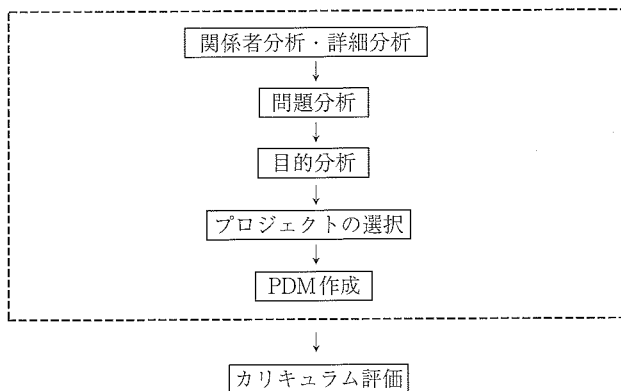 関係者分析・詳細分析
↓
問題分析
↓
目的分析
↓
プロジェクトの選択
↓
PDM作成
↓
カリキュラム評価